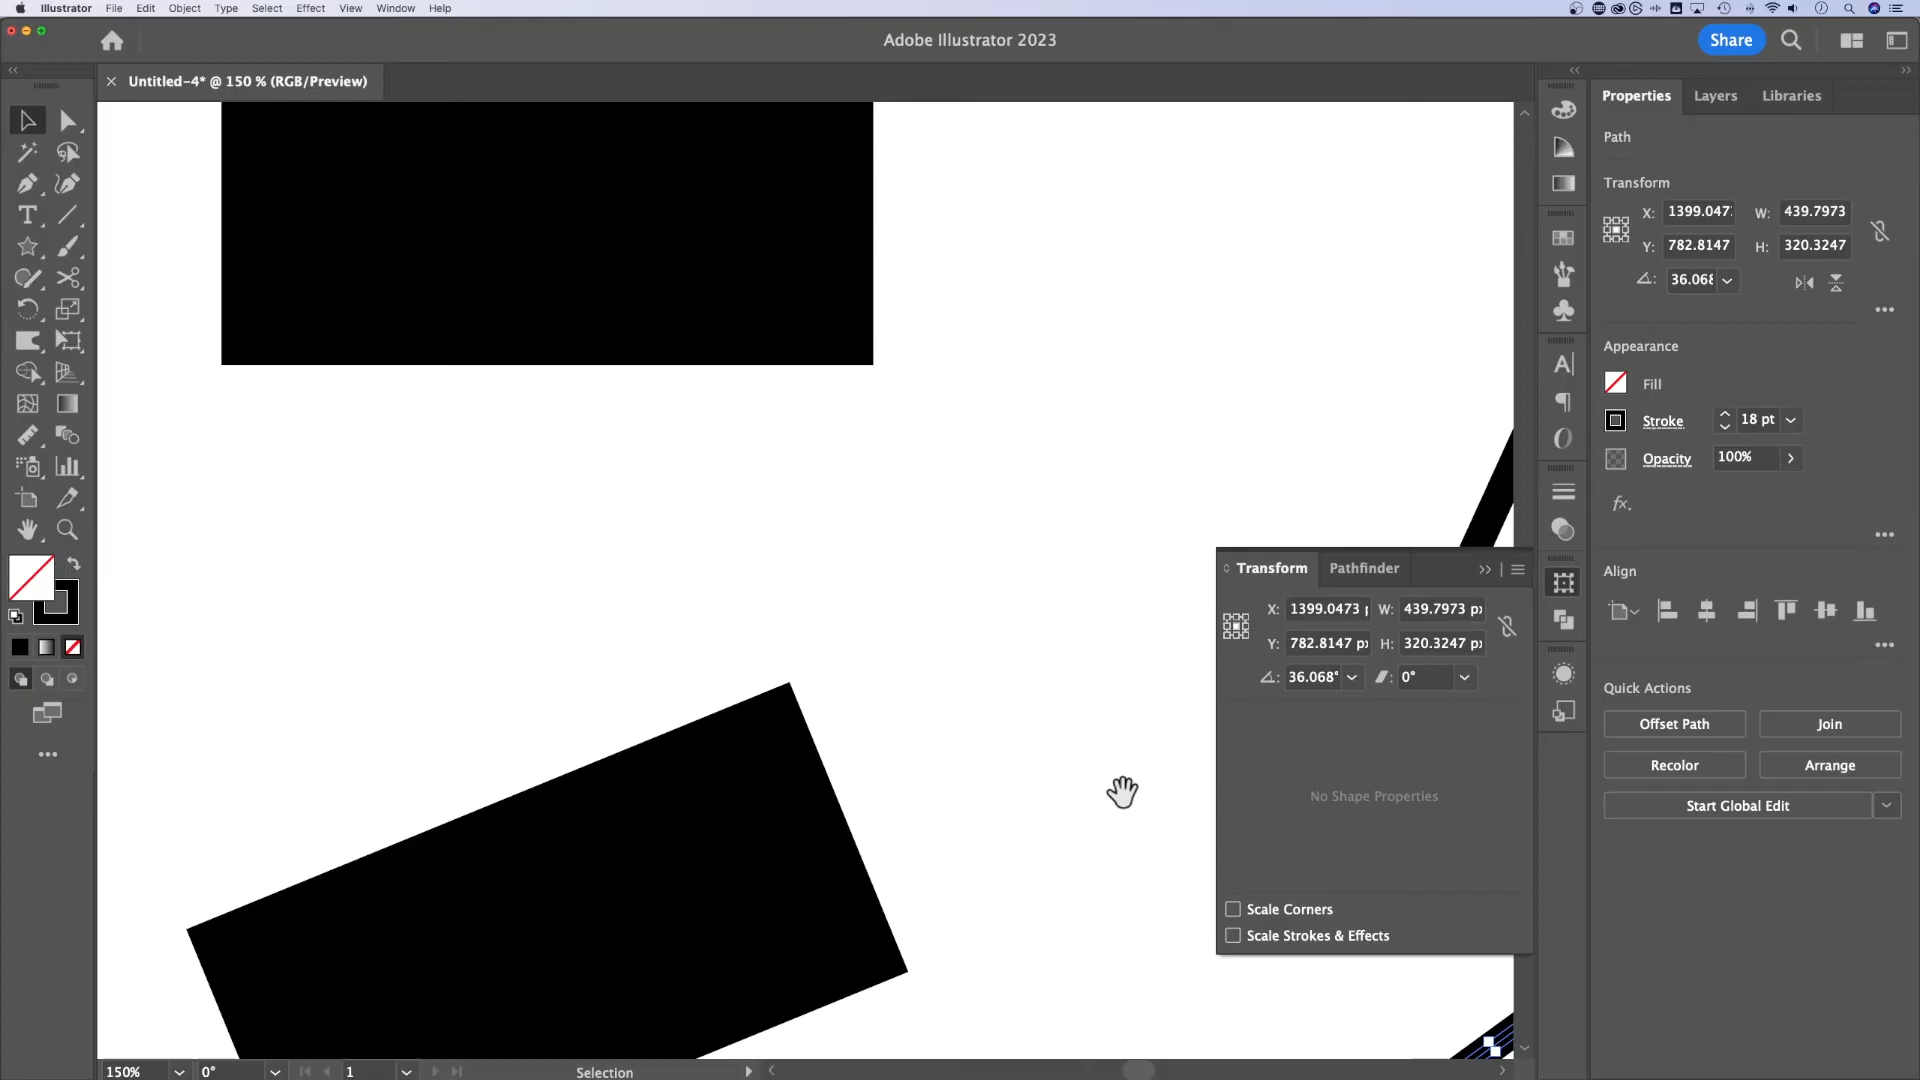 Illustrator File Edit Object Type Select Effect View Window Help
Adobe Illustrator 2023
Share
Untitled-4* @ 150 % (RGB/Preview)
Properties Layers Libraries
Path
Transform
X: 1399.047 W: 439.7973
Y: 782.8147 H: 320.3247
36.068
Appearance
Fill
Stroke 18 pt
Opacity 100%
fx
Align
Quick Actions
Offset Path Join
Recolor Arrange
Start Global Edit
Transform Pathfinder
X: 1399.0473 p W: 439.7973 px
Y: 782.8147 px H: 320.3247 px
36.068° 0°
No Shape Properties
Scale Corners
Scale Strokes & Effects
150% 0° 1 Selection